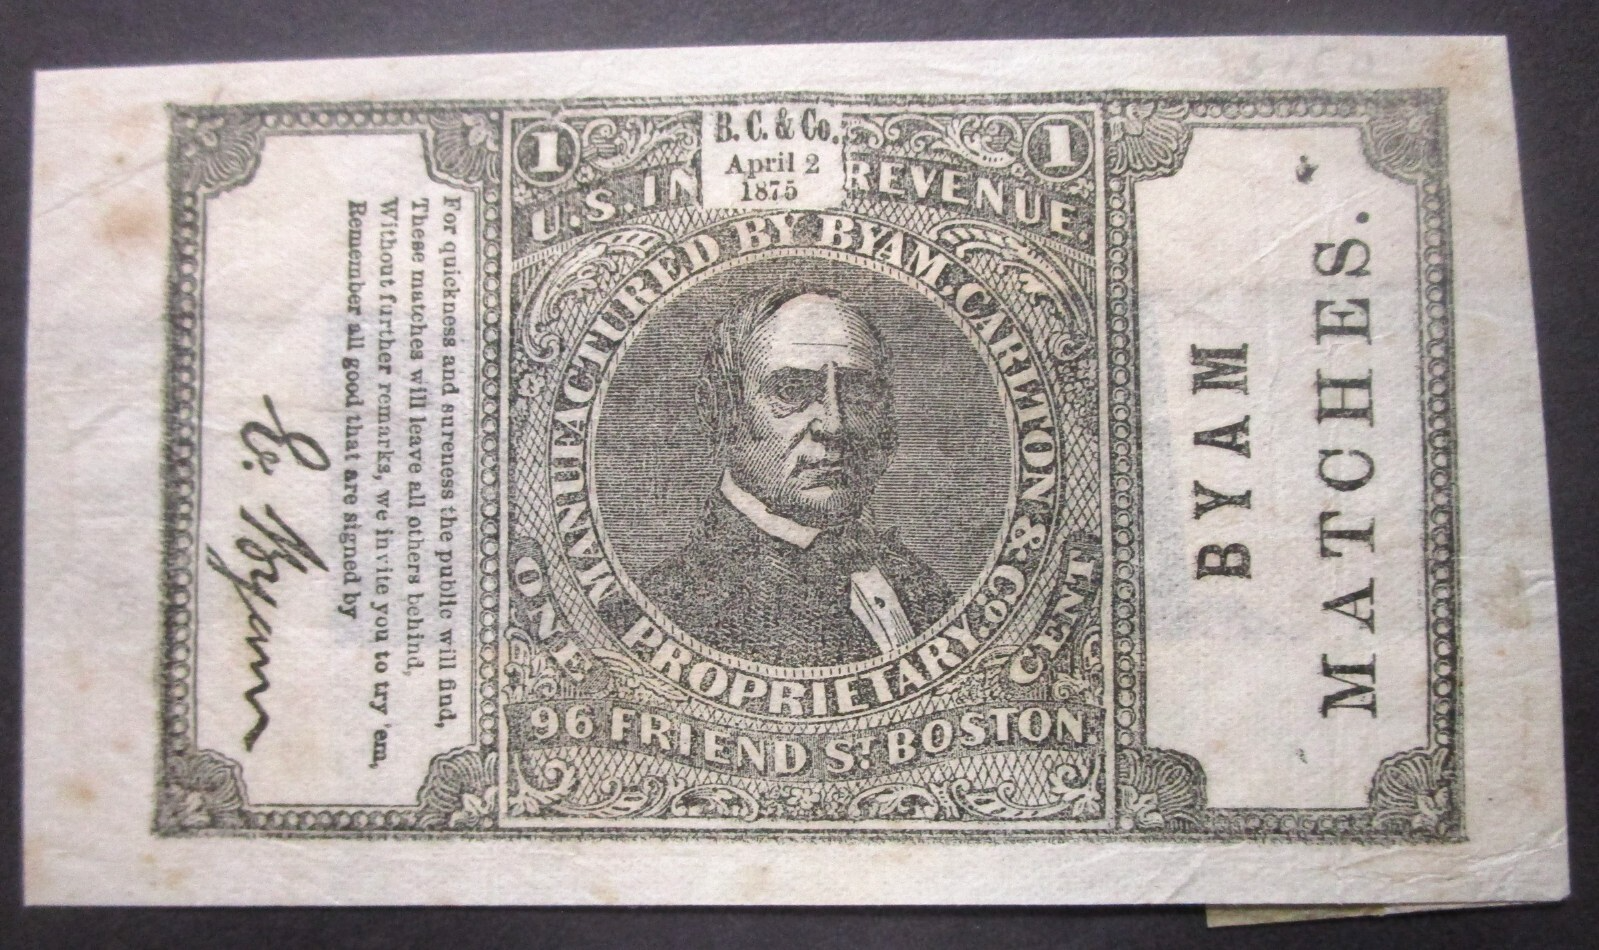 For quickness and sureness the public will find,
These matches will leave all others behind,
Without further remarks, we invite you to try 'em,
Remember all good that are signed by
E. Byam
1
B. C. & Co.
April 2
1875
1
U.S. IN REVENUE.
MANUFACTURED BY BYAM, CARLTON & Co.
PROPRIETARY.
ONE CENT
96 FRIEND ST. BOSTON.
BYAM
MATCHES.